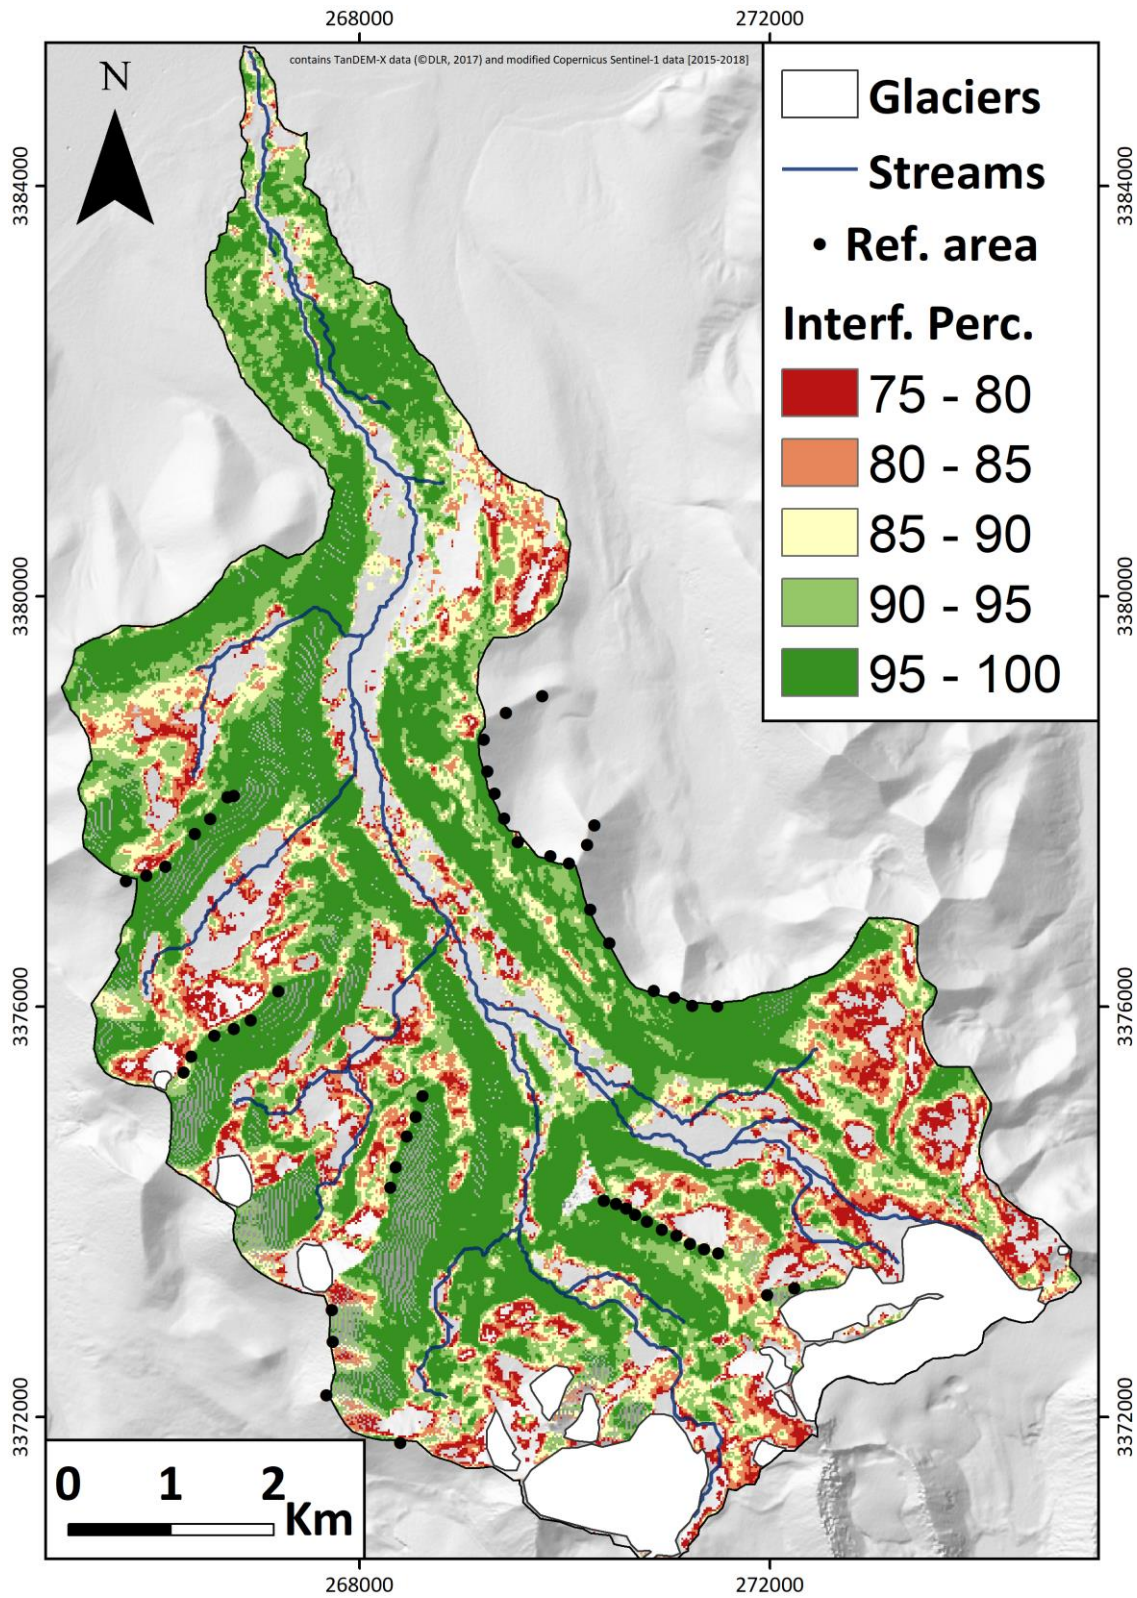 268000
272000
contains TanDEM-X data (©DLR, 2017) and modified Copernicus Sentinel-1 data [2015-2018]
N
Glaciers
Streams
Ref. area
Interf. Perc.
75 - 80
80 - 85
85 - 90
90 - 95
95 - 100
3384000
3384000
3380000
3380000
3376000
3376000
3372000
3372000
0 1 2
Km
268000
272000